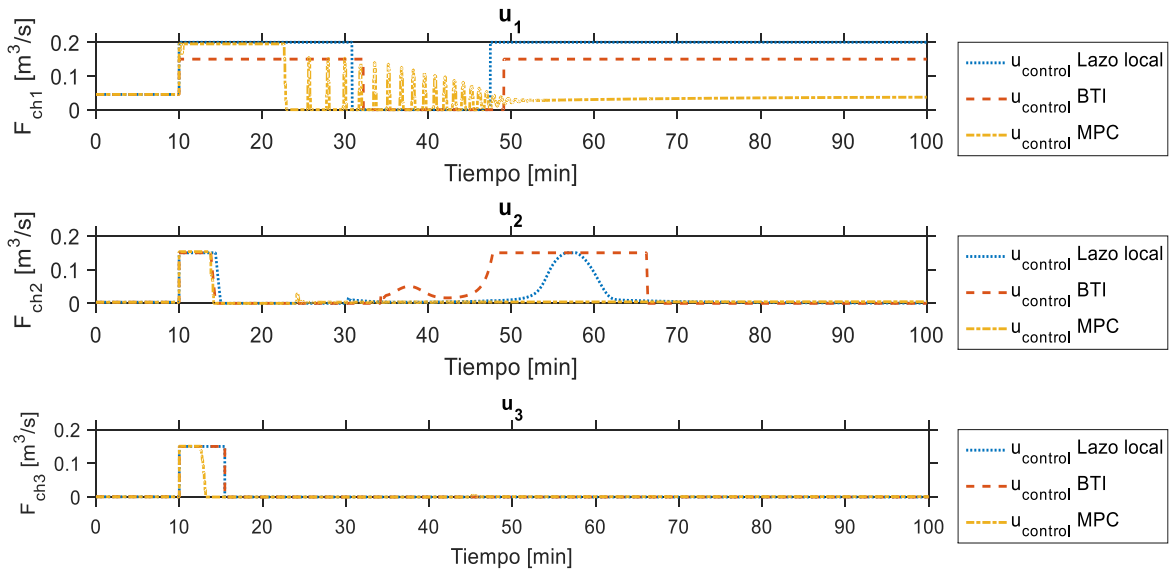 u1
F ch1 [m^3/s]
0.2
0.1
0
0 10 20 30 40 50 60 70 80 90 100
Tiempo [min]
u control Lazo local
u control BTI
u control MPC
u2
F ch2 [m^3/s]
0.2
0.1
0
0 10 20 30 40 50 60 70 80 90 100
Tiempo [min]
u control Lazo local
u control BTI
u control MPC
u3
F ch3 [m^3/s]
0.2
0.1
0
0 10 20 30 40 50 60 70 80 90 100
Tiempo [min]
u control Lazo local
u control BTI
u control MPC